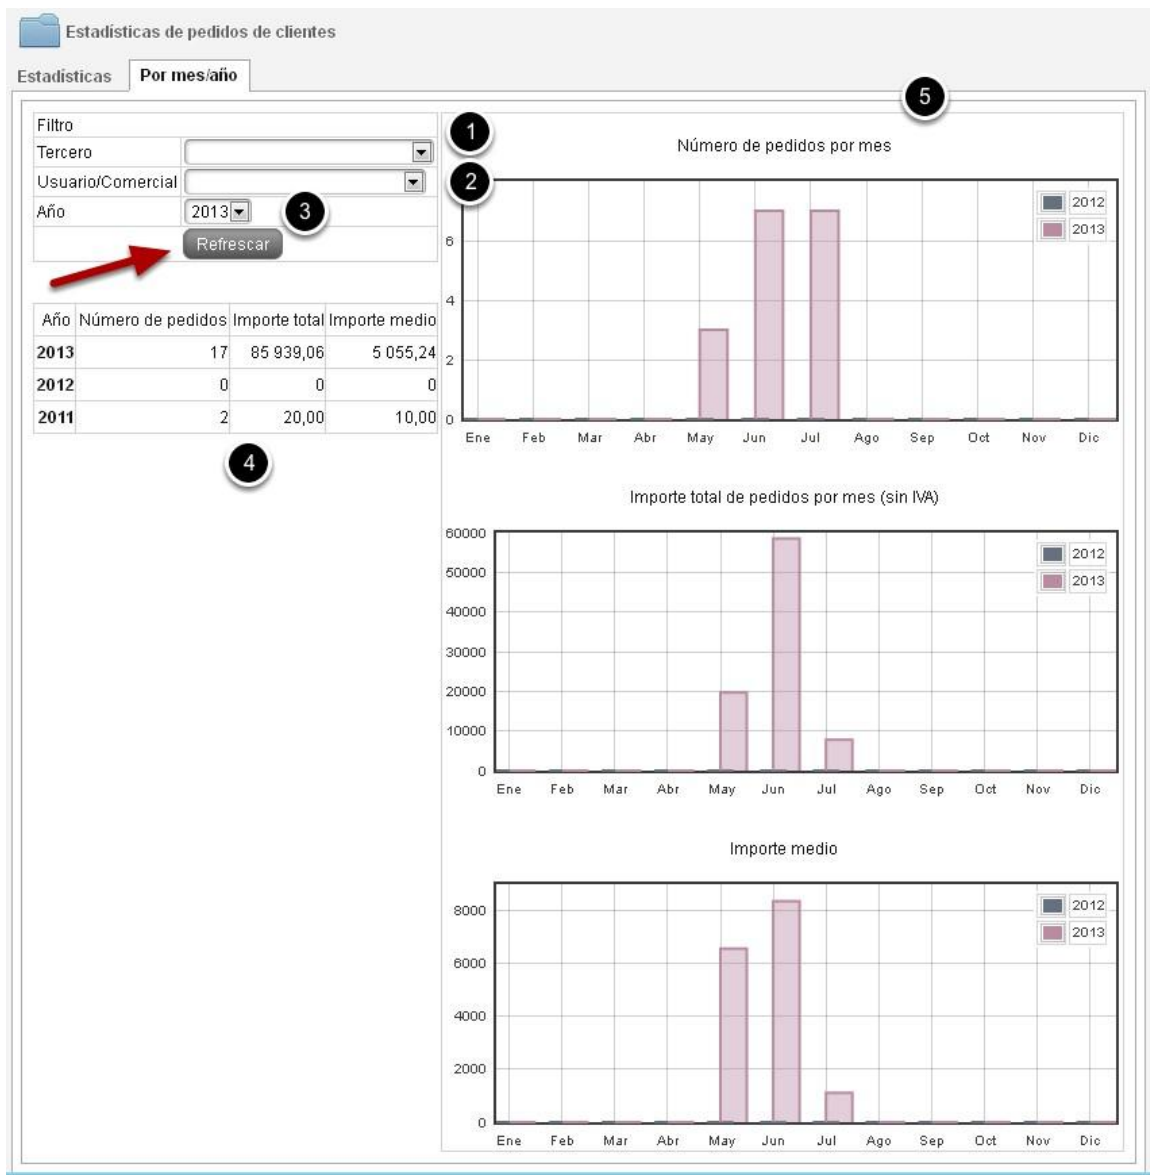 Estadísticas de pedidos de clientes
Estadísticas Por mes/año
5
Filtro
1
Tercero
Usuario/Comercial
2
Año 2013 3
Refrescar
Año Número de pedidos Importe total Importe medio
2013 17 85 939,06 5 055,24
2012 0 0 0
2011 2 20,00 10,00
4
Número de pedidos por mes
2012
2013
6
4
2
0
Ene Feb Mar Abr May Jun Jul Ago Sep Oct Nov Dic
Importe total de pedidos por mes (sin IVA)
60000
2012
50000
2013
40000
30000
20000
10000
0
Ene Feb Mar Abr May Jun Jul Ago Sep Oct Nov Dic
Importe medio
8000
2012
2013
6000
4000
2000
0
Ene Feb Mar Abr May Jun Jul Ago Sep Oct Nov Dic